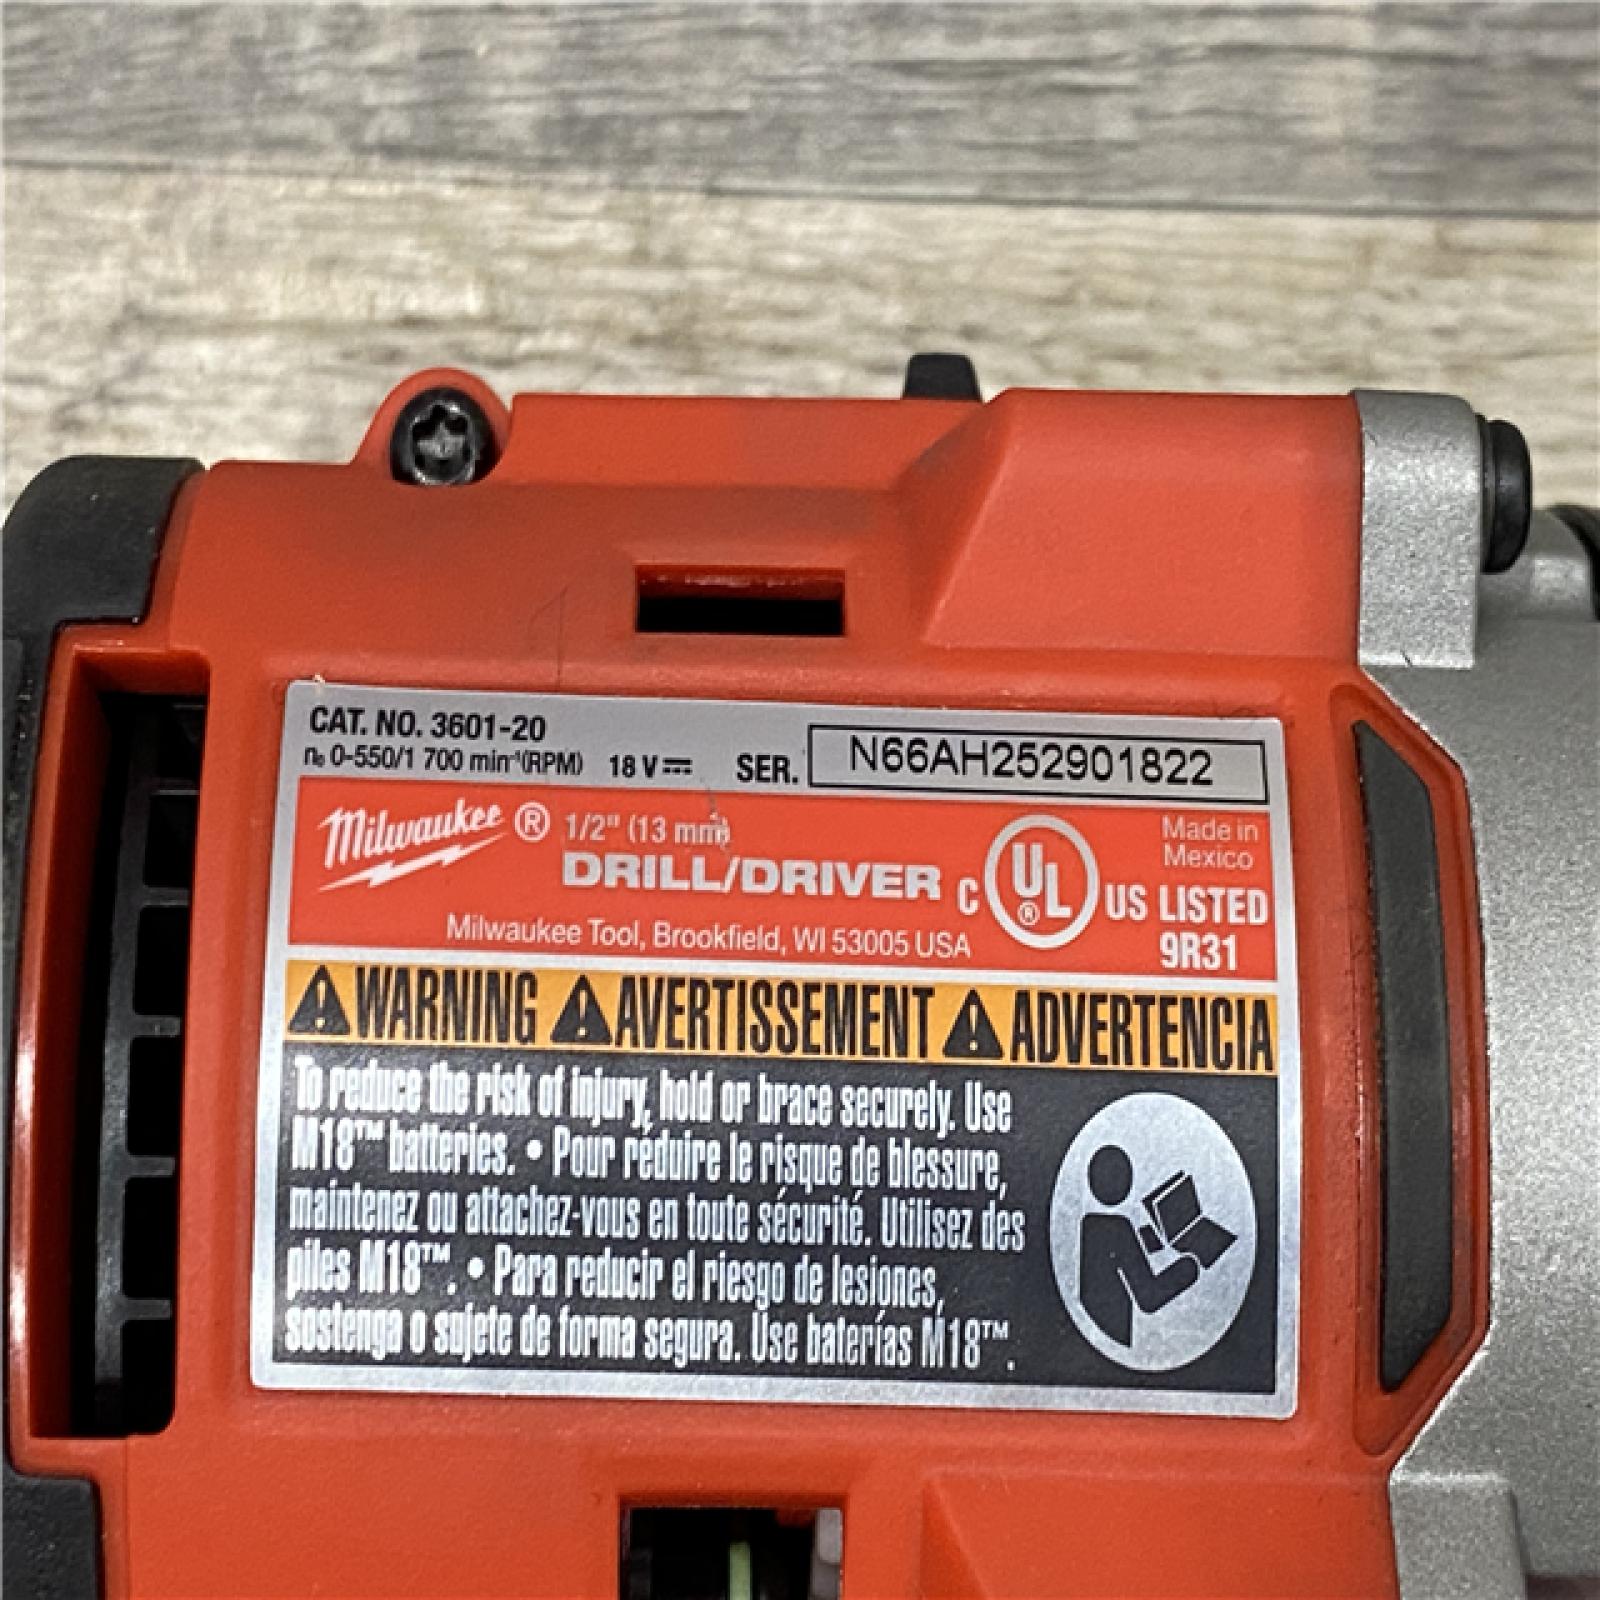 CAT. NO. 3601-20
n₀ 0-550/1 700 min⁻¹(RPM) 18 V⎓ SER. N66AH252901822
Milwaukee® 1/2" (13 mm)
DRILL/DRIVER
Milwaukee Tool, Brookfield, WI 53005 USA
C UL® US LISTED
9R31
Made in
Mexico
⚠WARNING ⚠AVERTISSEMENT ⚠ADVERTENCIA
To reduce the risk of injury, hold or brace securely. Use
M18™ batteries. • Pour réduire le risque de blessure,
maintenez ou attachez-vous en toute sécurité. Utilisez des
piles M18™. • Para reducir el riesgo de lesiones,
sostenga o sujete de forma segura. Use baterías M18™.